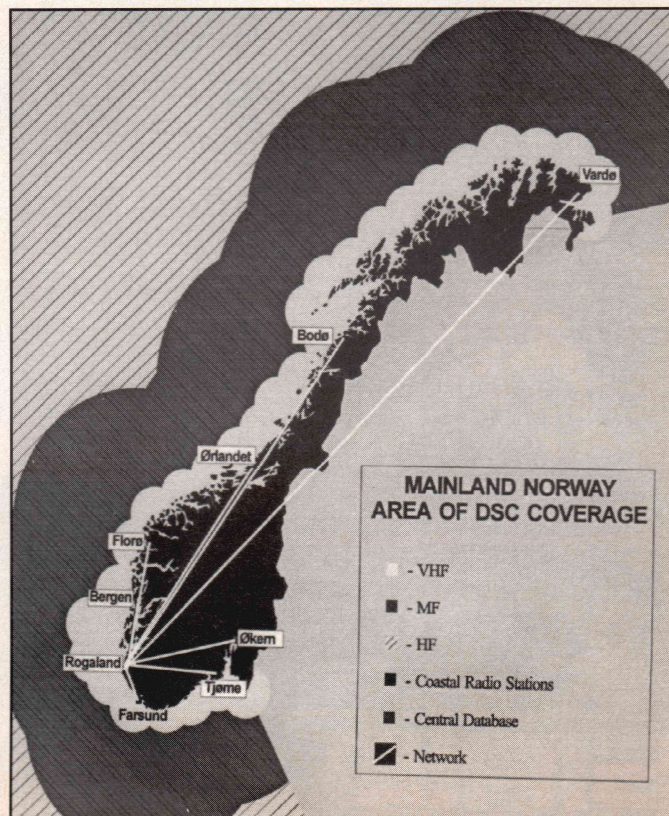 Vardø
Bodø
Ørlandet
Florø
Bergen
Økern
Rogaland
Tjøme
Farsund
MAINLAND NORWAY
AREA OF DSC COVERAGE
- VHF
- MF
- HF
- Coastal Radio Stations
- Central Database
- Network